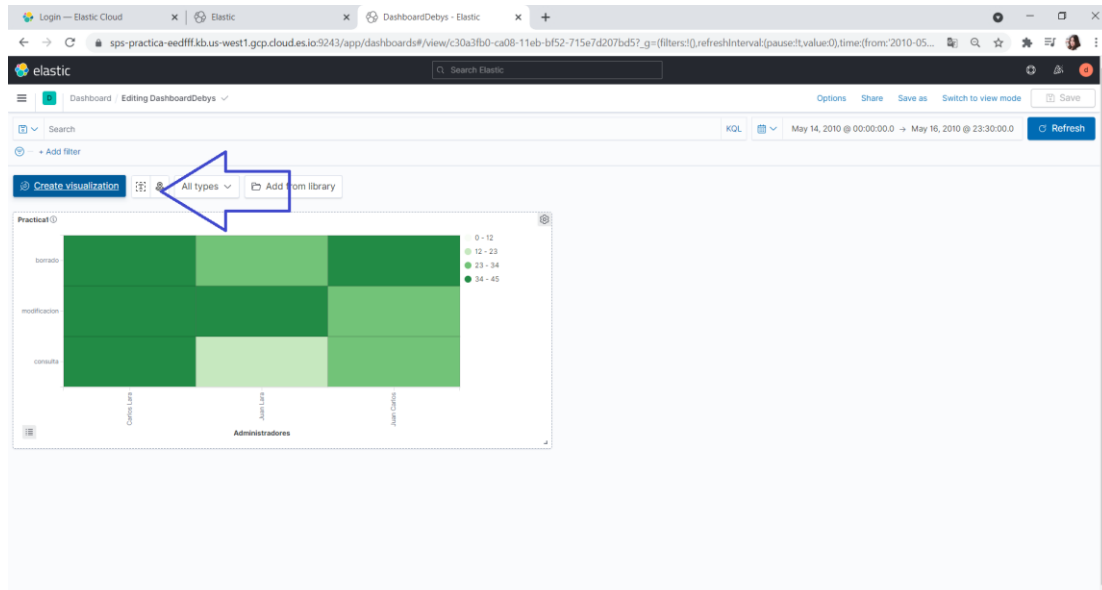 Login — Elastic Cloud
Elastic
DashboardDebys - Elastic
sps-practica-eedfff.kb.us-west1.gcp.cloud.es.io:9243/app/dashboards#/view/c30a3fb0-ca08-11eb-bf52-715e7d207bd5?_g=(filters:!(),refreshInterval:(pause:!t,value:0),time:(from:'2010-05...
elastic
Search Elastic
d
D
Dashboard / Editing DashboardDebys
Options Share Save as Switch to view mode Save
Search
KQL
May 14, 2010 @ 00:00:00.0 → May 16, 2010 @ 23:30:00.0
Refresh
+ Add filter
Create visualization
All types
Add from library
Practica1
0 - 12
12 - 23
23 - 34
34 - 45
borrado
modificacion
consulta
Carlos Lara
Juan Lara
Juan Carlos
Administradores